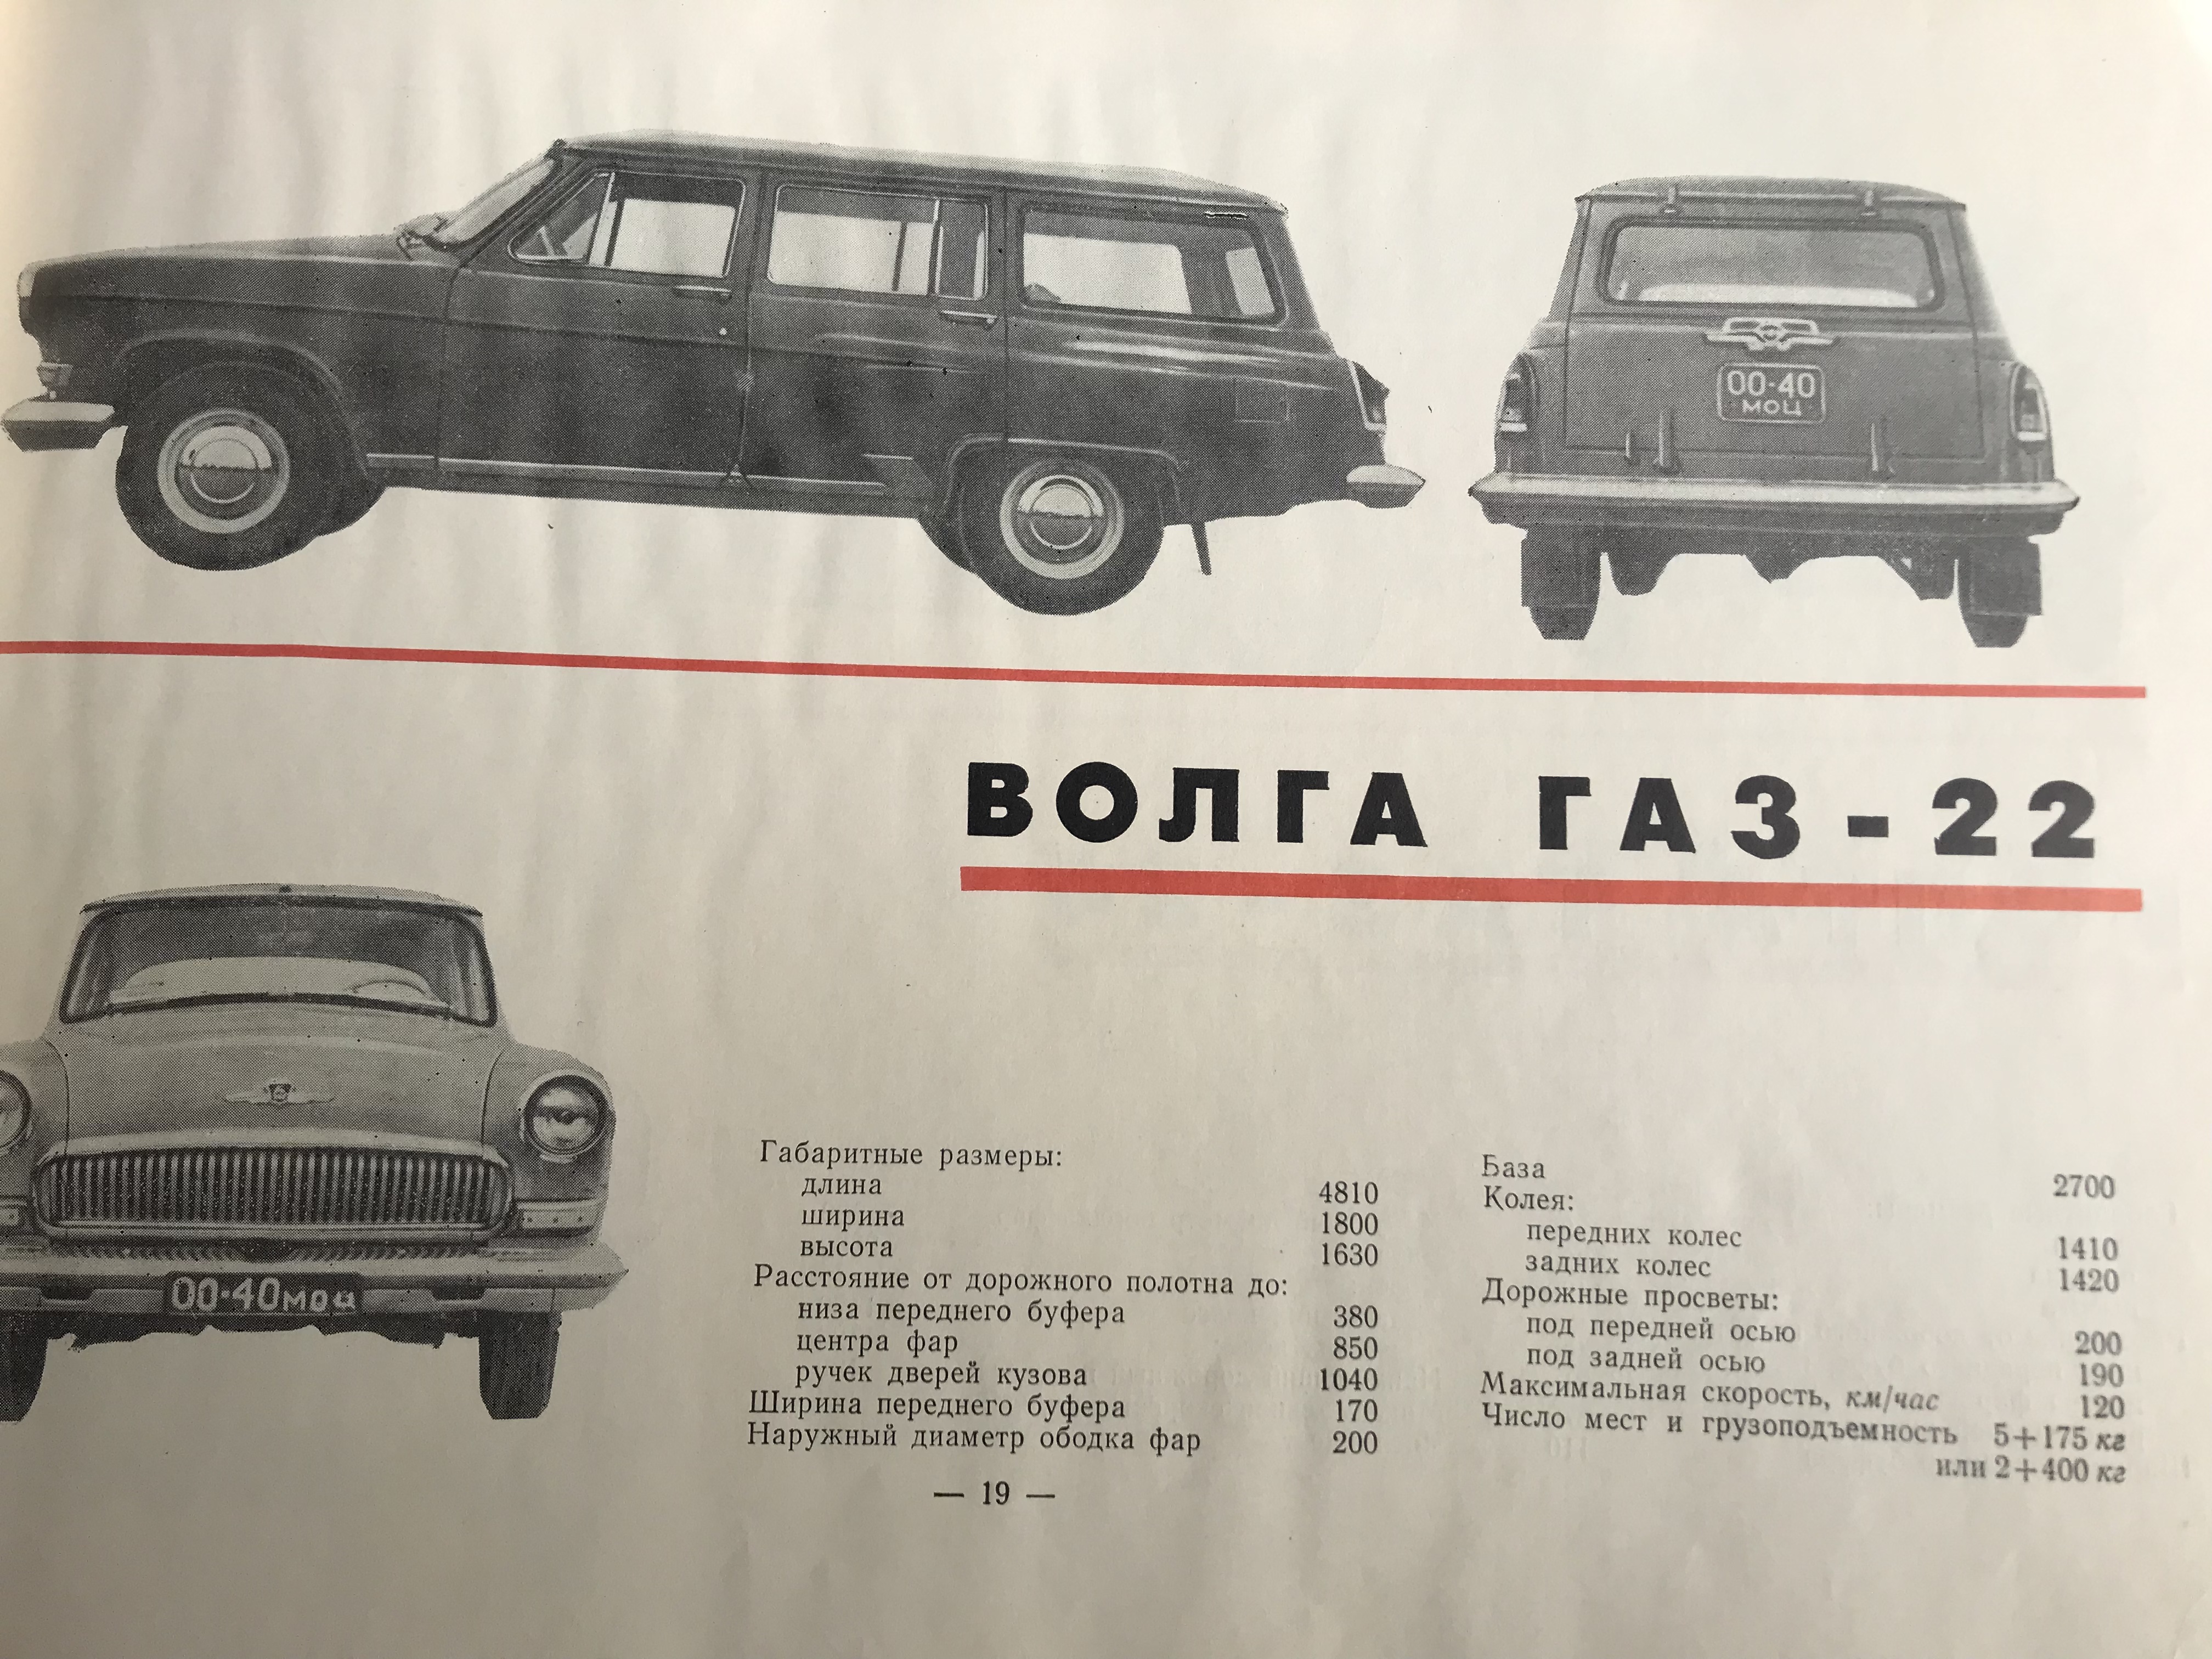 00-40
МОЦ
ВОЛГА ГАЗ-22
00-40 МОЦ
Габаритные размеры:
длина 4810
ширина 1800
высота 1630
Расстояние от дорожного полотна до:
низа переднего буфера 380
центра фар 850
ручек дверей кузова 1040
Ширина переднего буфера 170
Наружный диаметр ободка фар 200
База 2700
Колея:
передних колес 1410
задних колес 1420
Дорожные просветы:
под передней осью 200
под задней осью 190
Максимальная скорость, км/час 120
Число мест и грузоподъемность 5+175 кг
или 2+400 кг
— 19 —